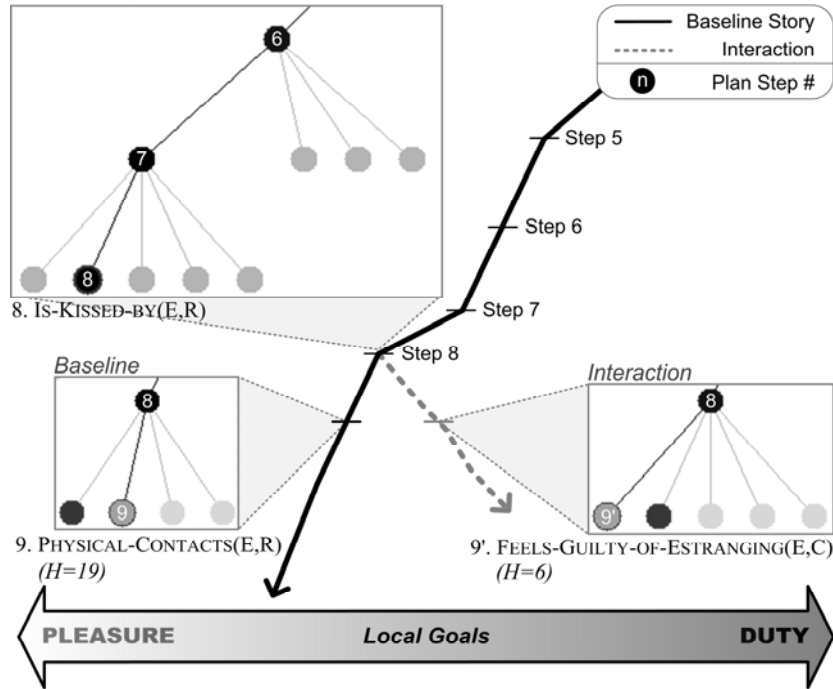 Baseline Story
Interaction
n Plan Step #
6
7
8
8. IS-KISSED-BY(E,R)
Step 5
Step 6
Step 7
Step 8
Baseline
8
9
9. PHYSICAL-CONTACTS(E,R)
(H=19)
Interaction
8
9'
9'. FEELS-GUILTY-OF-ESTRANGING(E,C)
(H=6)
PLEASURE Local Goals DUTY